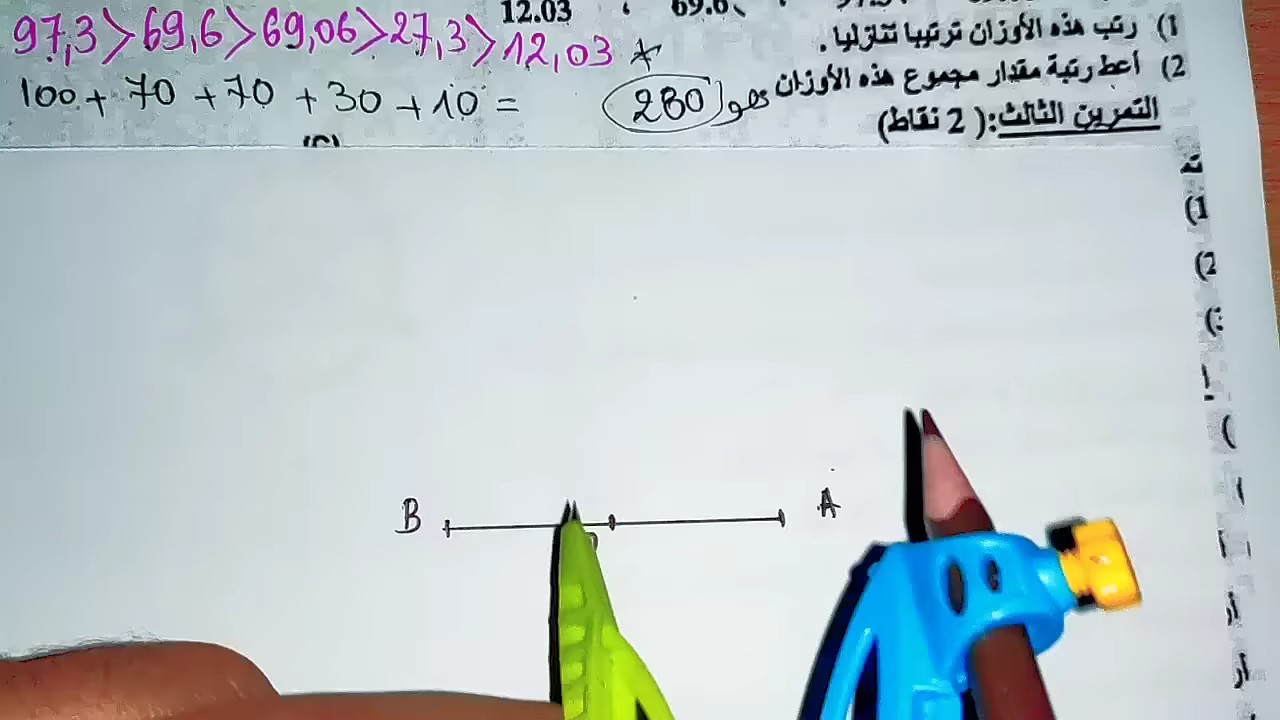 12.03 ، 69.6
97,3>69,6>69,06>27,3>12,03 *
1) رتب هذه الأوزان ترتيبا تنازليا .
2) أعط رتبة مقدار مجموع هذه الأوزان
هو 280
100 + 70 + 70 + 30 + 10 =
التمرين الثالث: ( 2 نقاط)
(1
(2
B A